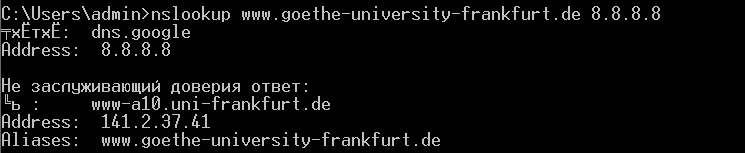 C:\Users\admin>nslookup www.goethe-university-frankfurt.de 8.8.8.8
╤хЁтхЁ: dns.google
Address: 8.8.8.8
Не заслуживающий доверия ответ:
╚ь : www-a10.uni-frankfurt.de
Address: 141.2.37.41
Aliases: www.goethe-university-frankfurt.de